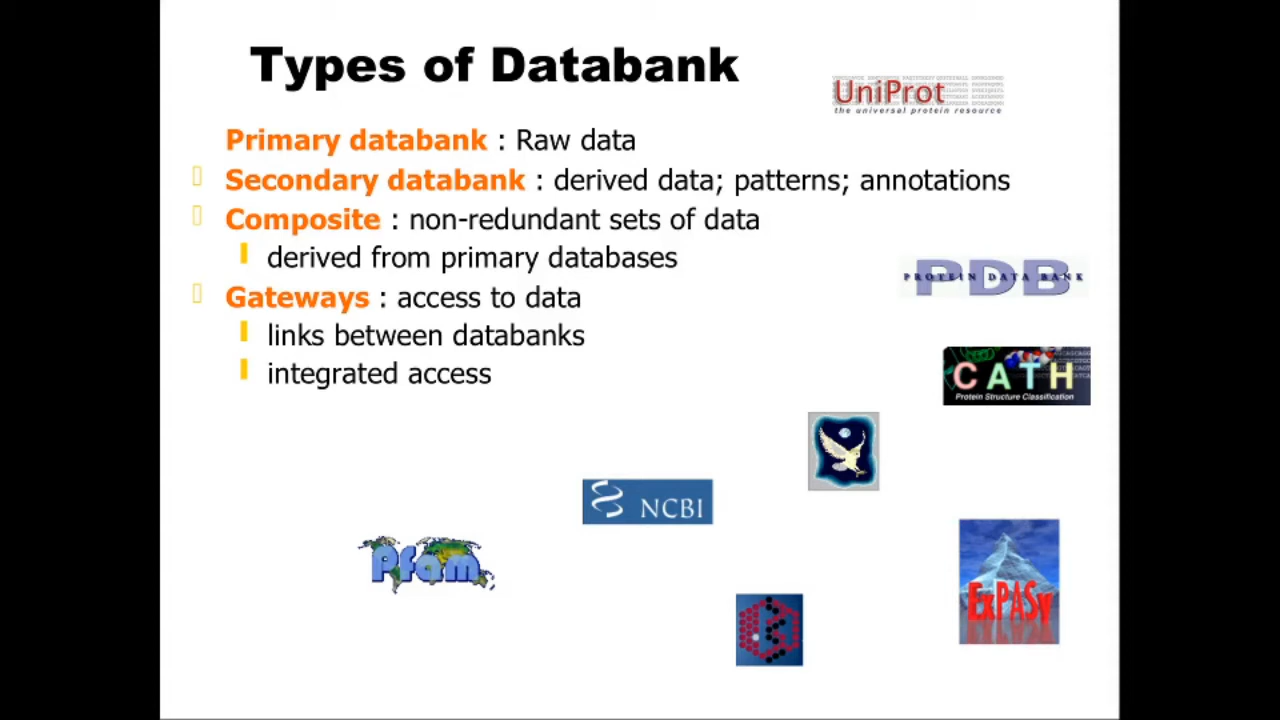 Types of Databank
UniProt
the universal protein resource
Primary databank : Raw data
Secondary databank : derived data; patterns; annotations
Composite : non-redundant sets of data
derived from primary databases
PDB
PROTEIN DATA BANK
Gateways : access to data
links between databanks
integrated access
CATH
Protein Structure Classification
NCBI
Pfam
ExPASy